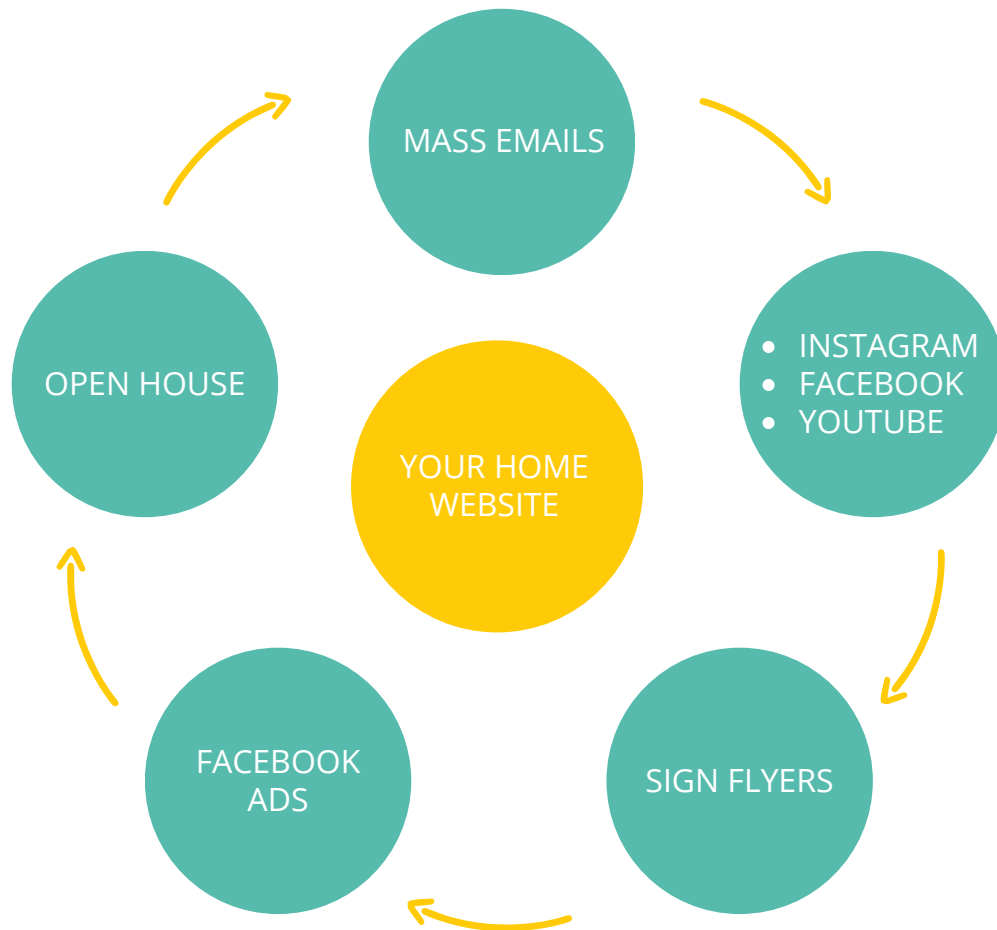 MASS EMAILS
• INSTAGRAM
• FACEBOOK
• YOUTUBE
OPEN HOUSE
YOUR HOME
WEBSITE
FACEBOOK
ADS
SIGN FLYERS